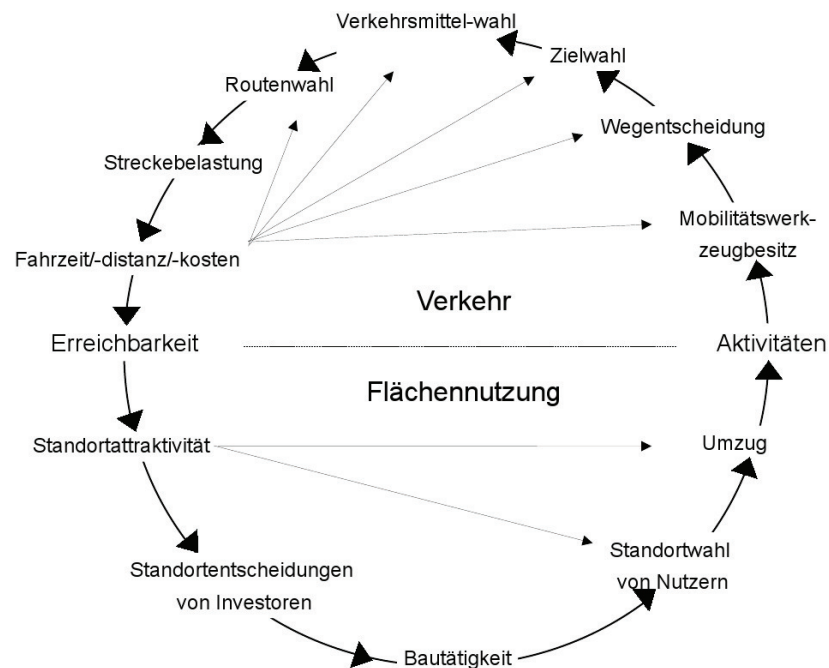 Verkehrsmittel-wahl
Zielwahl
Routenwahl
Wegentscheidung
Streckebelastung
Mobilitätswerk-
zeugbesitz
Fahrzeit/-distanz/-kosten
Verkehr
Erreichbarkeit
Aktivitäten
Flächennutzung
Standortattraktivität
Umzug
Standortwahl
von Nutzern
Standortentscheidungen
von Investoren
Bautätigkeit